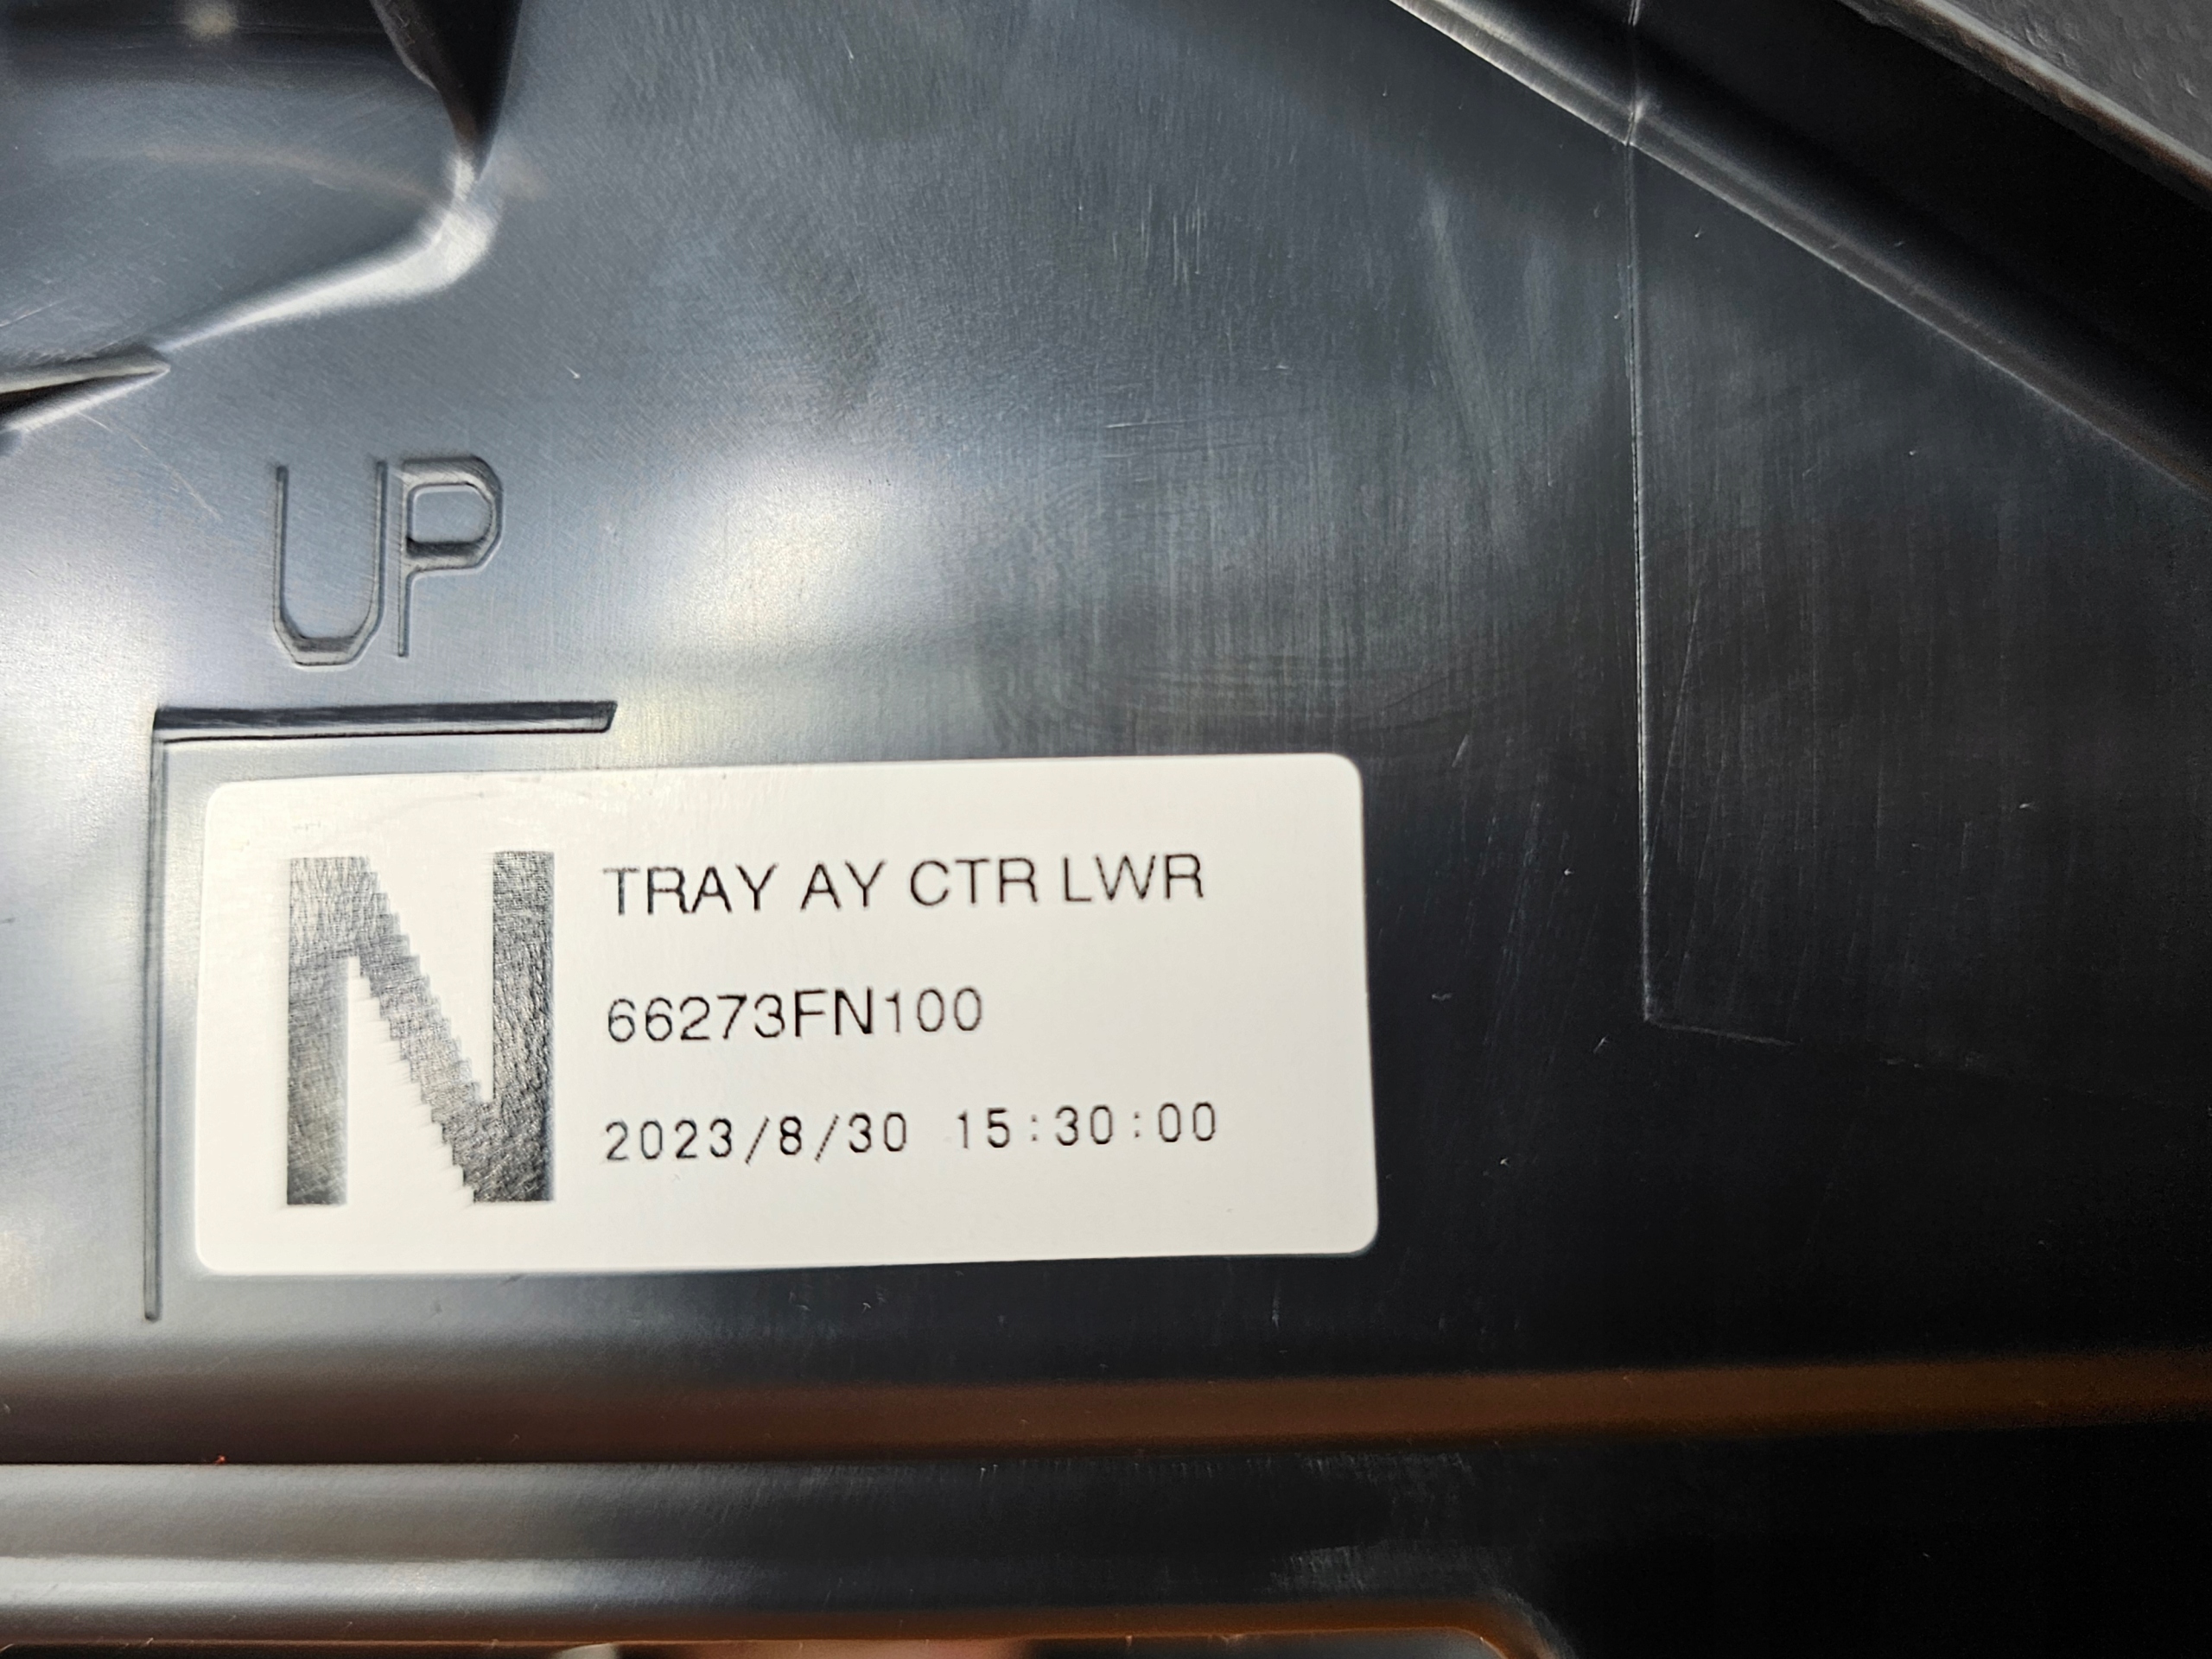 UP
N
TRAY AY CTR LWR
66273FN100
2023/8/30 15:30:00